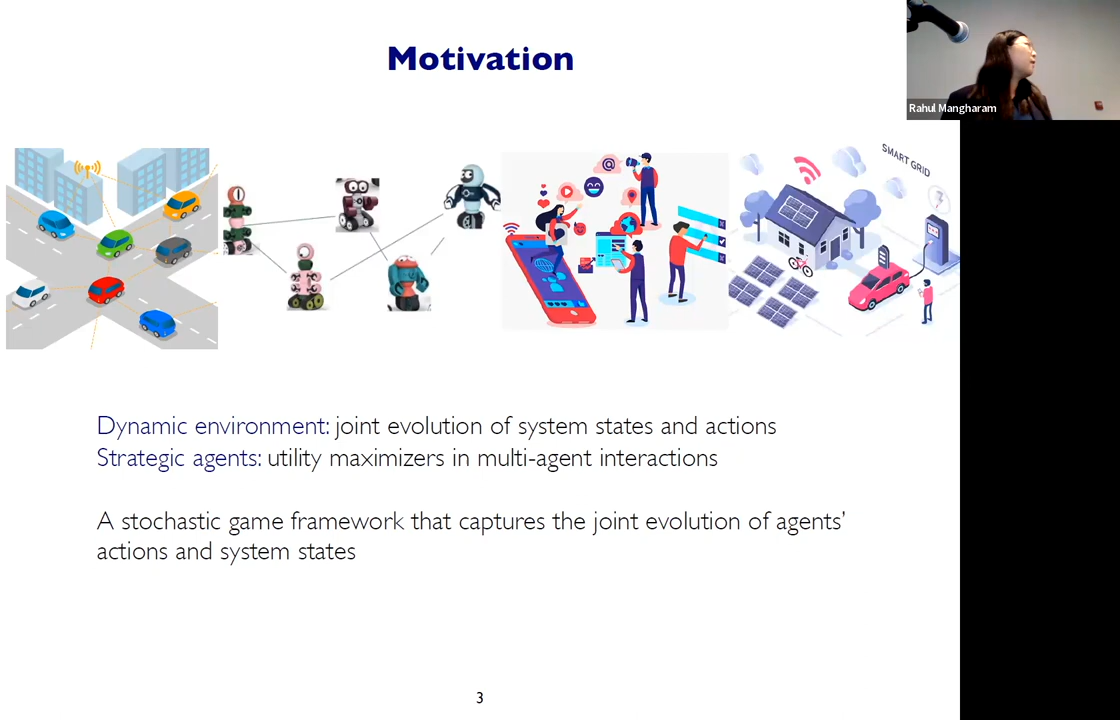 Motivation
Rahul Mangharam
SMART GRID
Dynamic environment: joint evolution of system states and actions
Strategic agents: utility maximizers in multi-agent interactions
A stochastic game framework that captures the joint evolution of agents'
actions and system states
3